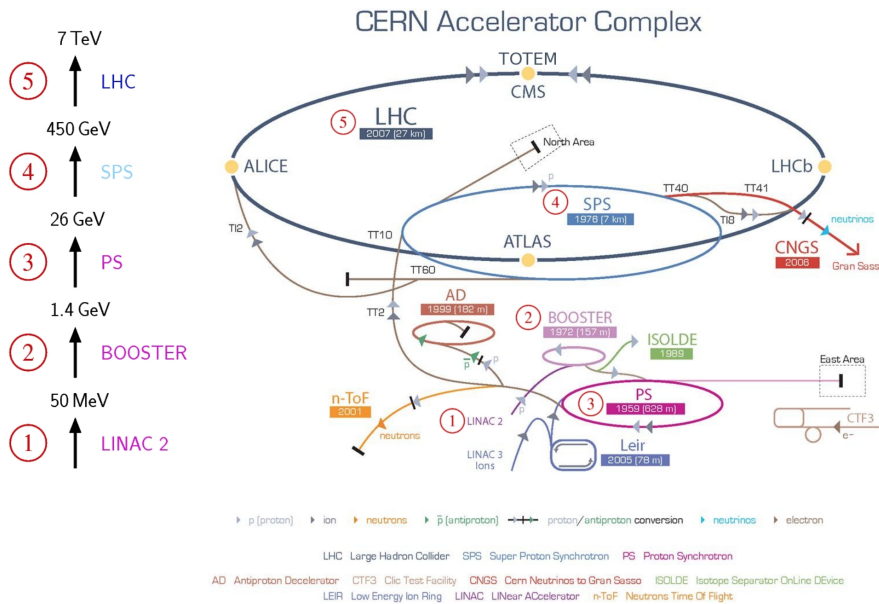 CERN Accelerator Complex
7 TeV
5 LHC
450 GeV
4 SPS
26 GeV
3 PS
1.4 GeV
2 BOOSTER
50 MeV
1 LINAC 2
TOTEM
CMS
LHC
5
2007 (27 km)
North Area
ALICE
LHCb
p
TT40
TT41
4
SPS
1976 (7 km)
TI8
neutrinos
TI2
TT10
ATLAS
CNGS
2006
Gran Sasso
TT60
AD
1999 (182 m)
TT2
2
BOOSTER
1972 (157 m)
ISOLDE
1989
p
p̄
East Area
n-ToF
2001
PS
3
1959 (628 m)
1
LINAC 2
p
neutrons
CTF3
e-
LINAC 3
Ions
Leir
2005 (78 m)
p (proton) ion neutrons p̄ (antiproton) proton/antiproton conversion neutrinos electron
LHC Large Hadron Collider SPS Super Proton Synchrotron PS Proton Synchrotron
AD Antiproton Decelerator CTF3 Clic Test Facility CNGS Cern Neutrinos to Gran Sasso ISOLDE Isotope Separator OnLine DEvice
LEIR Low Energy Ion Ring LINAC LINear ACcelerator n-ToF Neutrons Time Of Flight